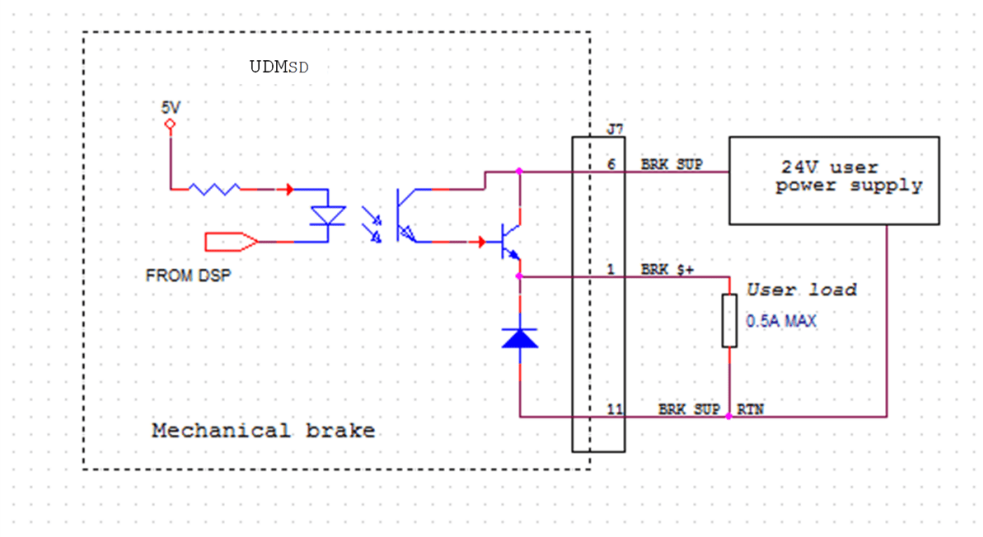 UDMSD
5V
J7
6
BRK SUP
24V user
power supply
FROM DSP
1
BRK $+
User load
0.5A MAX
11
BRK SUP RTN
Mechanical brake